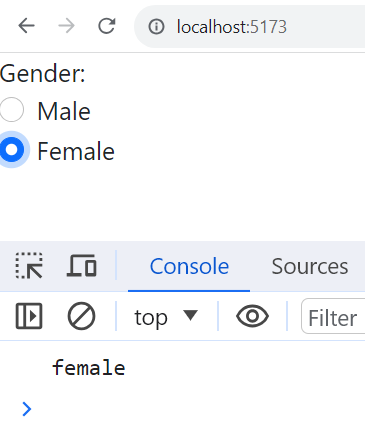 localhost:5173
Gender:
Male
Female
Console Sources
top Filter
female